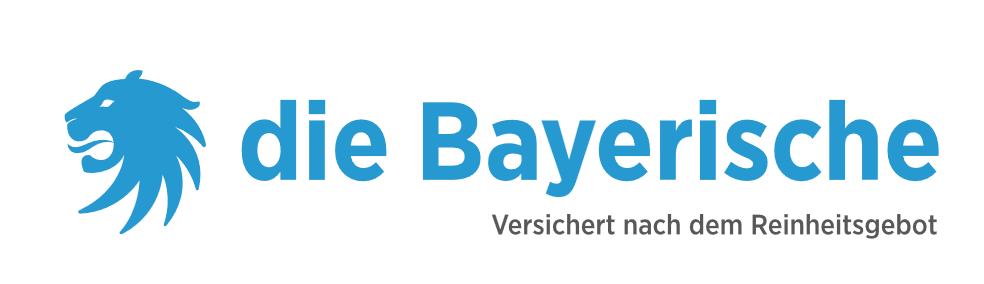 die Bayerische
Versichert nach dem Reinheitsgebot